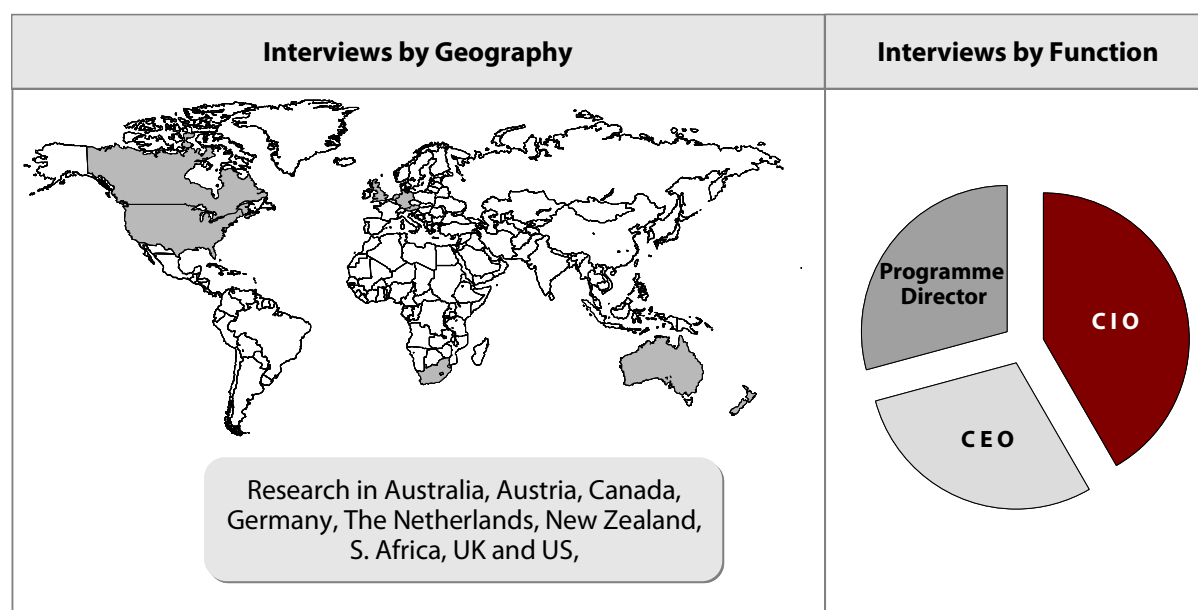 Interviews by Geography
Research in Australia, Austria, Canada,
Germany, The Netherlands, New Zealand,
S. Africa, UK and US,
Interviews by Function
Programme
Director
CIO
CEO